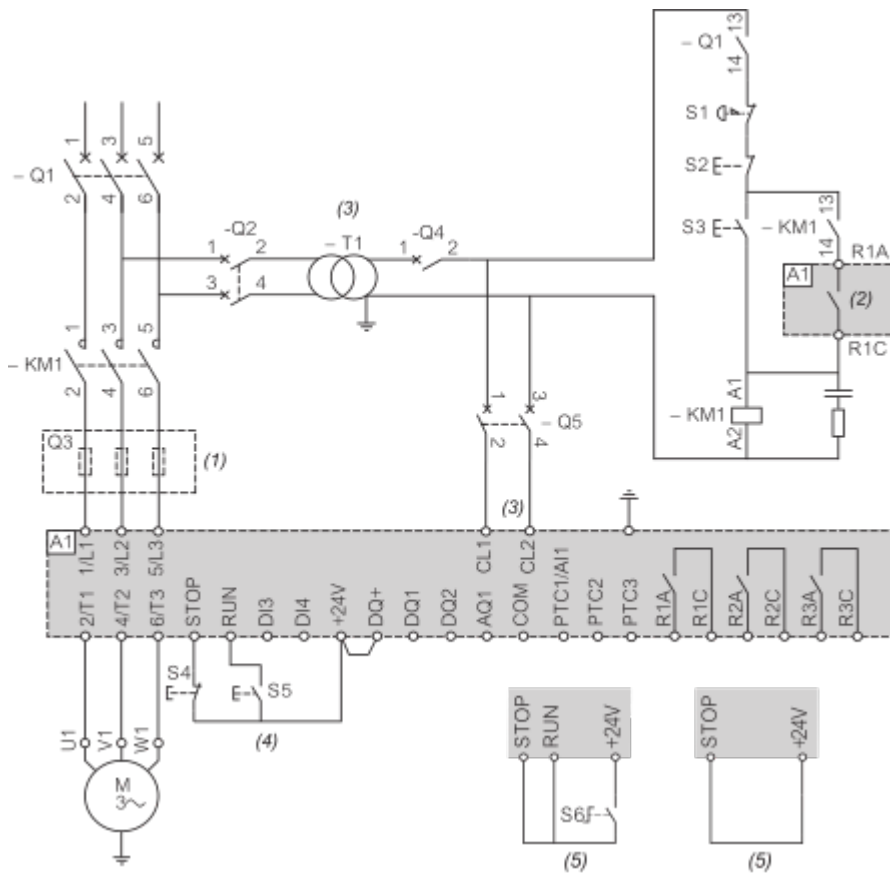 – Q1
1
3
5
2
4
6
-Q2
1
2
3
4
(3)
– T1
-Q4
1
2
– Q1
13
14
S1
S2
S3
– KM1
13
14
R1A
A1
(2)
R1C
– KM1
A1
A2
– KM1
1
3
5
2
4
6
– Q5
1
3
2
4
Q3
(1)
(3)
A1
1/L1
3/L2
5/L3
CL1
CL2
2/T1
4/T2
6/T3
STOP
RUN
DI3
DI4
+24V
DQ+
DQ1
DQ2
AQ1
COM
PTC1/AI1
PTC2
PTC3
R1A
R1C
R2A
R2C
R3A
R3C
S4
S5
(4)
U1
V1
W1
M
3~
STOP
RUN
+24V
S6
(5)
STOP
+24V
(5)